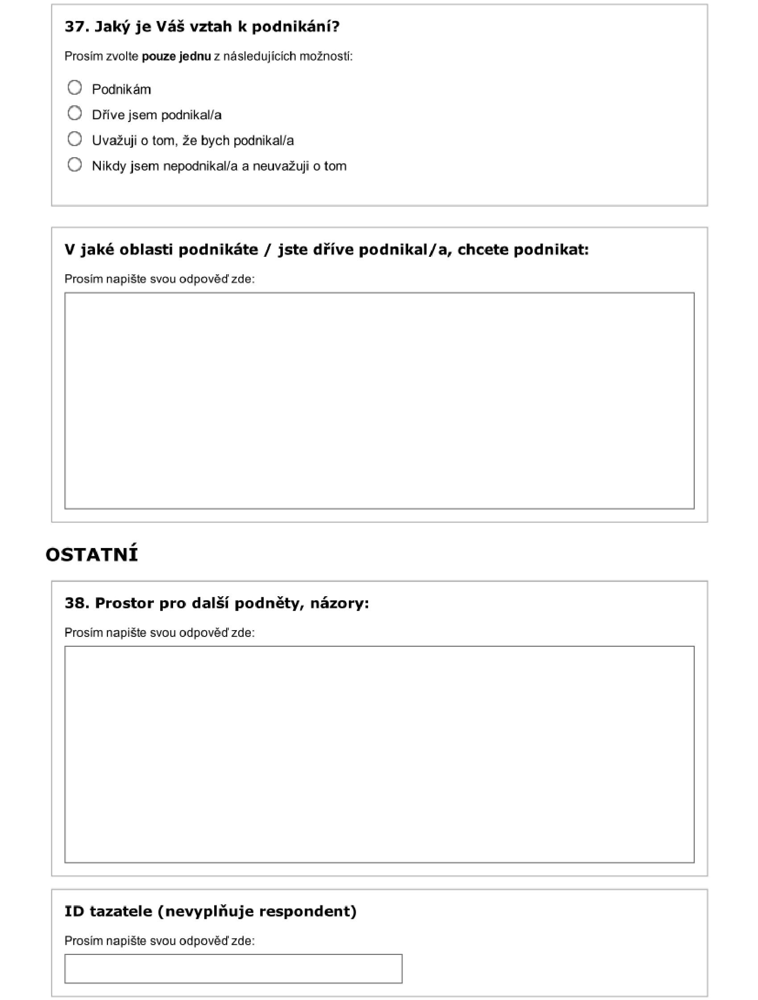 37. Jaký je Váš vztah k podnikání?
Prosím zvolte pouze jednu z následujících možností:
Podnikám
Dříve jsem podnikal/a
Uvažuji o tom, že bych podnikal/a
Nikdy jsem nepodnikal/a a neuvažuji o tom
V jaké oblasti podnikáte / jste dříve podnikal/a, chcete podnikat:
Prosím napište svou odpověď zde:
OSTATNÍ
38. Prostor pro další podněty, názory:
Prosím napište svou odpověď zde:
ID tazatele (nevyplňuje respondent)
Prosím napište svou odpověď zde: